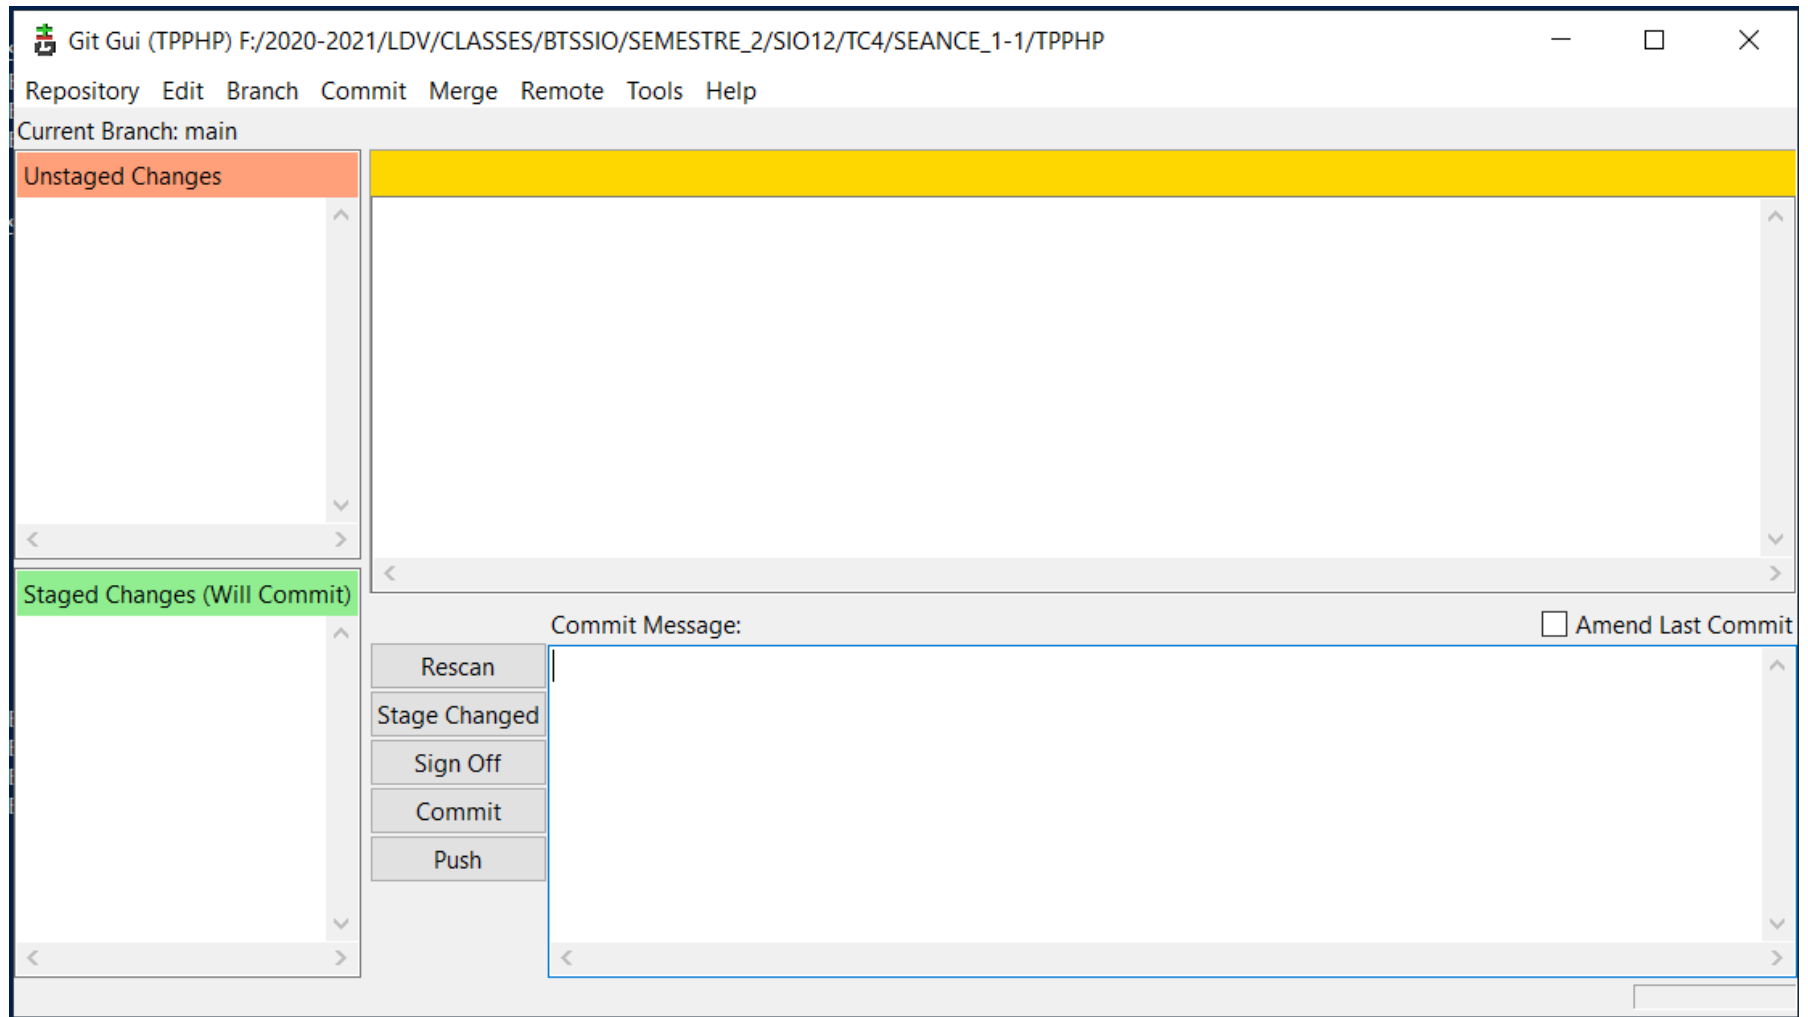 Git Gui (TPPHP) F:/2020-2021/LDV/CLASSES/BTSSIO/SEMESTRE_2/SIO12/TC4/SEANCE_1-1/TPPHP
Repository Edit Branch Commit Merge Remote Tools Help
Current Branch: main
Unstaged Changes
Staged Changes (Will Commit)
Commit Message:
Amend Last Commit
Rescan
Stage Changed
Sign Off
Commit
Push